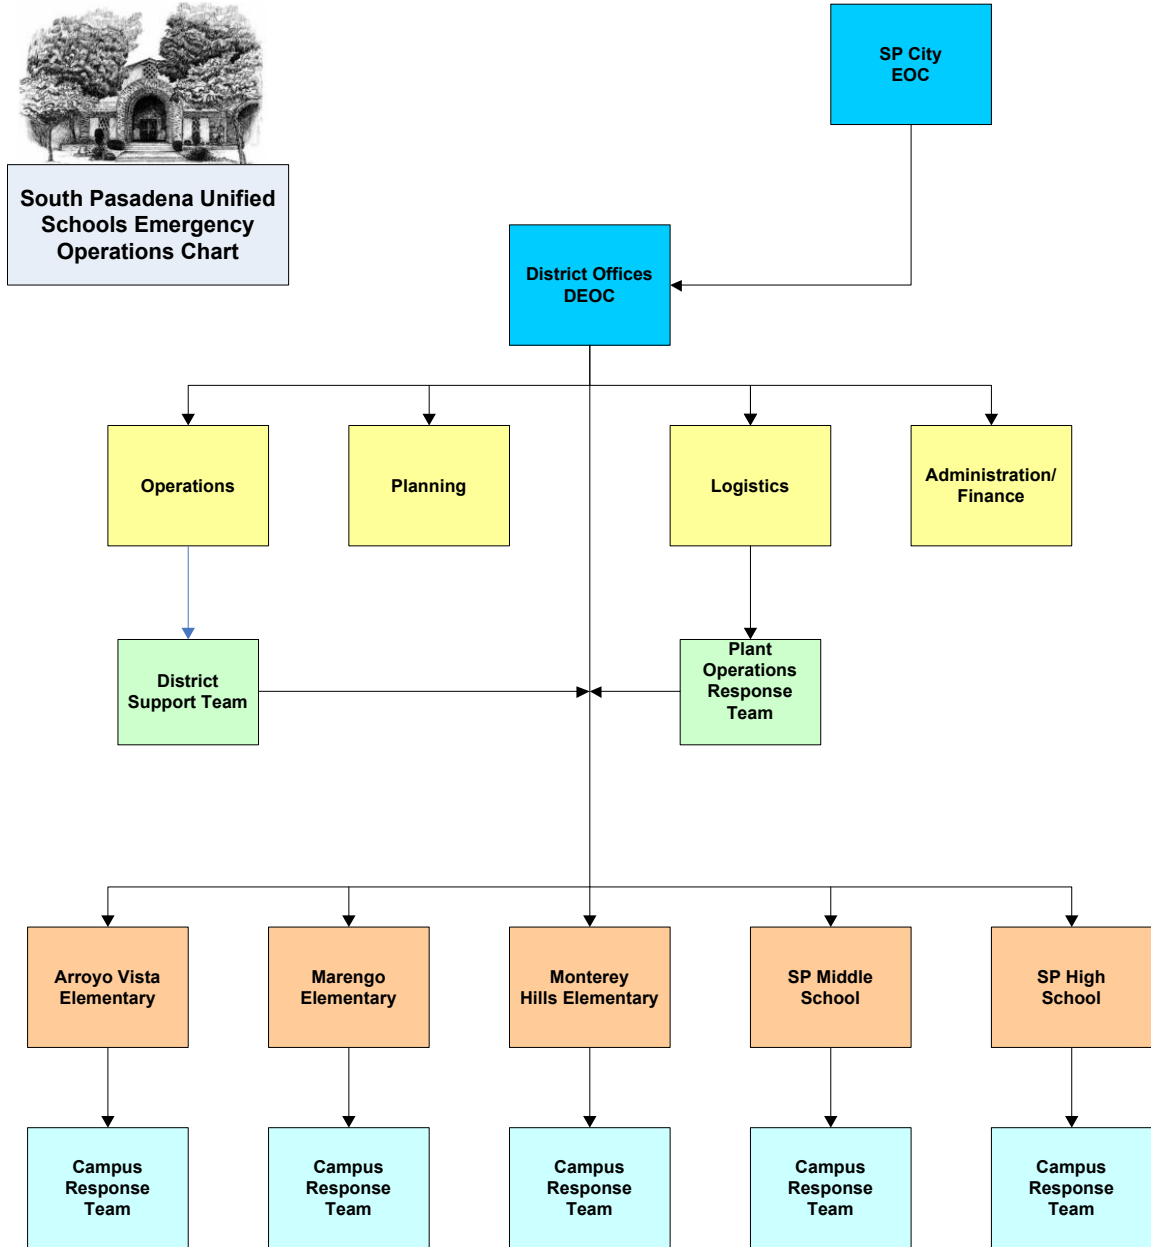 SP City
EOC
South Pasadena Unified
Schools Emergency
Operations Chart
District Offices
DEOC
Operations
Planning
Logistics
Administration/
Finance
District
Support Team
Plant
Operations
Response
Team
Arroyo Vista
Elementary
Marengo
Elementary
Monterey
Hills Elementary
SP Middle
School
SP High
School
Campus
Response
Team
Campus
Response
Team
Campus
Response
Team
Campus
Response
Team
Campus
Response
Team